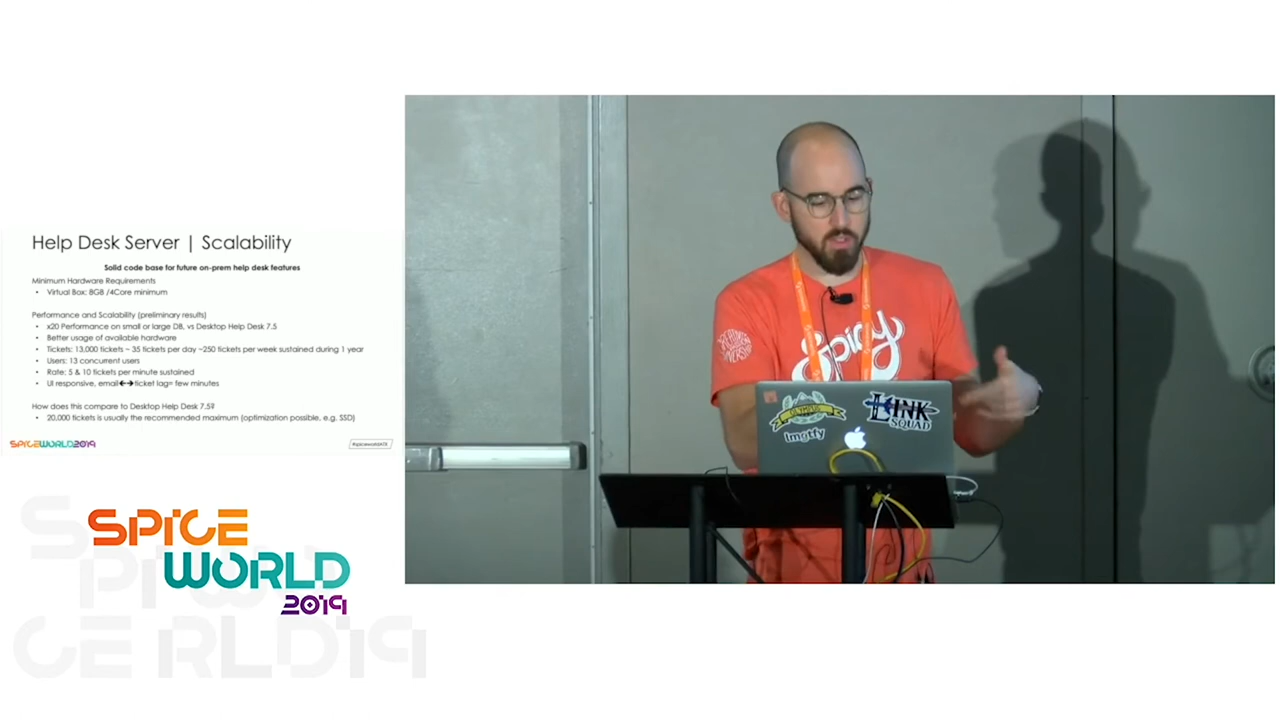 Help Desk Server | Scalability
Solid code base for future on-prem help desk features
Minimum Hardware Requirements
• Virtual Box: 8GB /4Core minimum
Performance and Scalability (preliminary results)
• x20 Performance on small or large DB, vs Desktop Help Desk 7.5
• Better usage of available hardware
• Tickets: 13,000 tickets ~ 35 tickets per day ~250 tickets per week sustained during 1 year
• Users: 13 concurrent users
• Rate: 5 & 10 tickets per minute sustained
• UI responsive, email↔ticket lag= few minutes
How does this compare to Desktop Help Desk 7.5?
• 20,000 tickets is usually the recommended maximum (optimization possible, e.g. SSD)
SPICEWORLD2019
#spiceworldATX
SPICE
WORLD
2019
SPICE
WORLD19
Spicy
LINK
SQUAD
lmgtfy